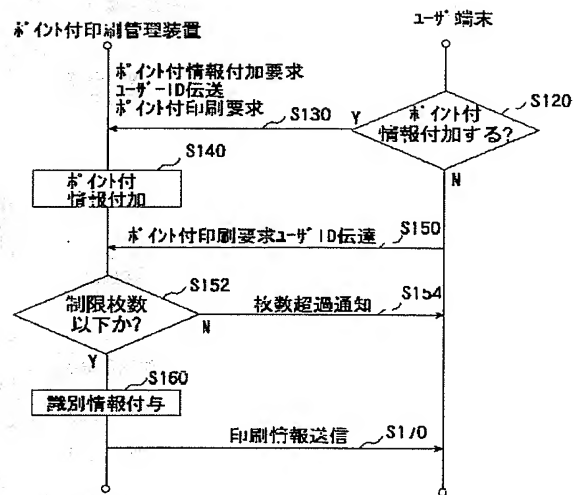 ﾎﾟｲﾝﾄ付印刷管理装置
ﾕｰｻﾞ端末
ﾎﾟｲﾝﾄ付情報付加要求
ﾕｰｻﾞｰID伝送
ﾎﾟｲﾝﾄ付印刷要求
S130
Y
ﾎﾟｲﾝﾄ付
情報付加する?
S120
N
S140
ﾎﾟｲﾝﾄ付
情報付加
ﾎﾟｲﾝﾄ付印刷要求ﾕｰｻﾞID伝達
S150
S152
制限枚数
以下か?
N
枚数超過通知
S154
Y
S160
識別情報付与
印刷情報送信
S170